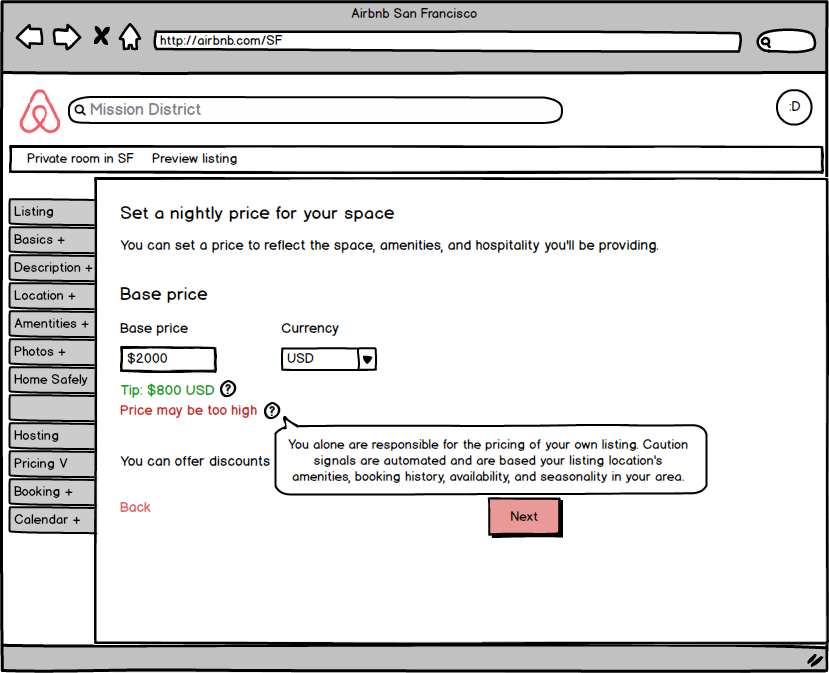 Airbnb San Francisco
http://airbnb.com/SF
Mission District
:D
Private room in SF Preview listing
Listing
Basics +
Description +
Location +
Amentities +
Photos +
Home Safely
Hosting
Pricing V
Booking +
Calendar +
Set a nightly price for your space
You can set a price to reflect the space, amenities, and hospitality you'll be providing.
Base price
Base price Currency
$2000 USD
Tip: $800 USD ?
Price may be too high ?
You alone are responsible for the pricing of your own listing. Caution
signals are automated and are based your listing location's
amenities, booking history, availability, and seasonality in your area.
You can offer discounts
Back Next